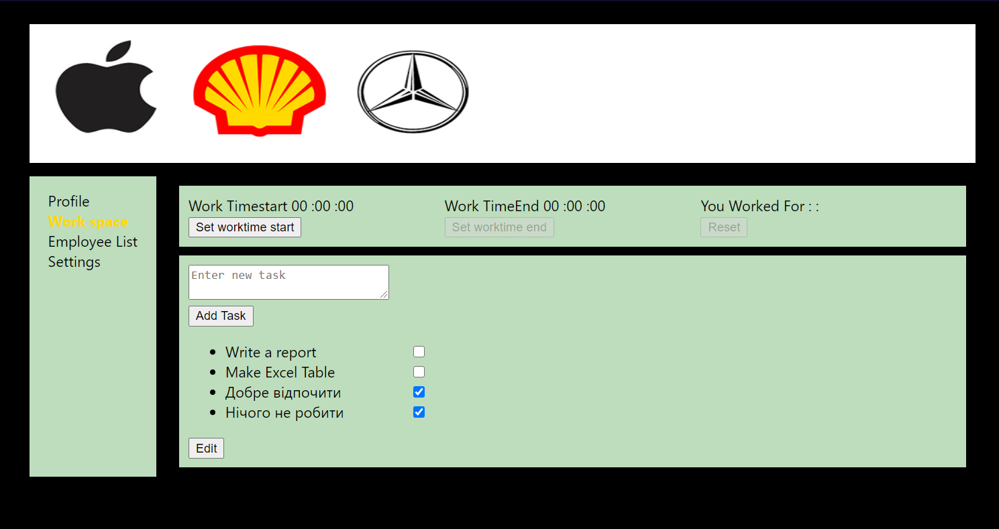 Profile
Work space
Employee List
Settings
Work Timestart 00 :00 :00
Set worktime start
Work TimeEnd 00 :00 :00
Set worktime end
You Worked For : :
Reset
Enter new task
Add Task
Write a report
Make Excel Table
Добре відпочити
Нічого не робити
Edit